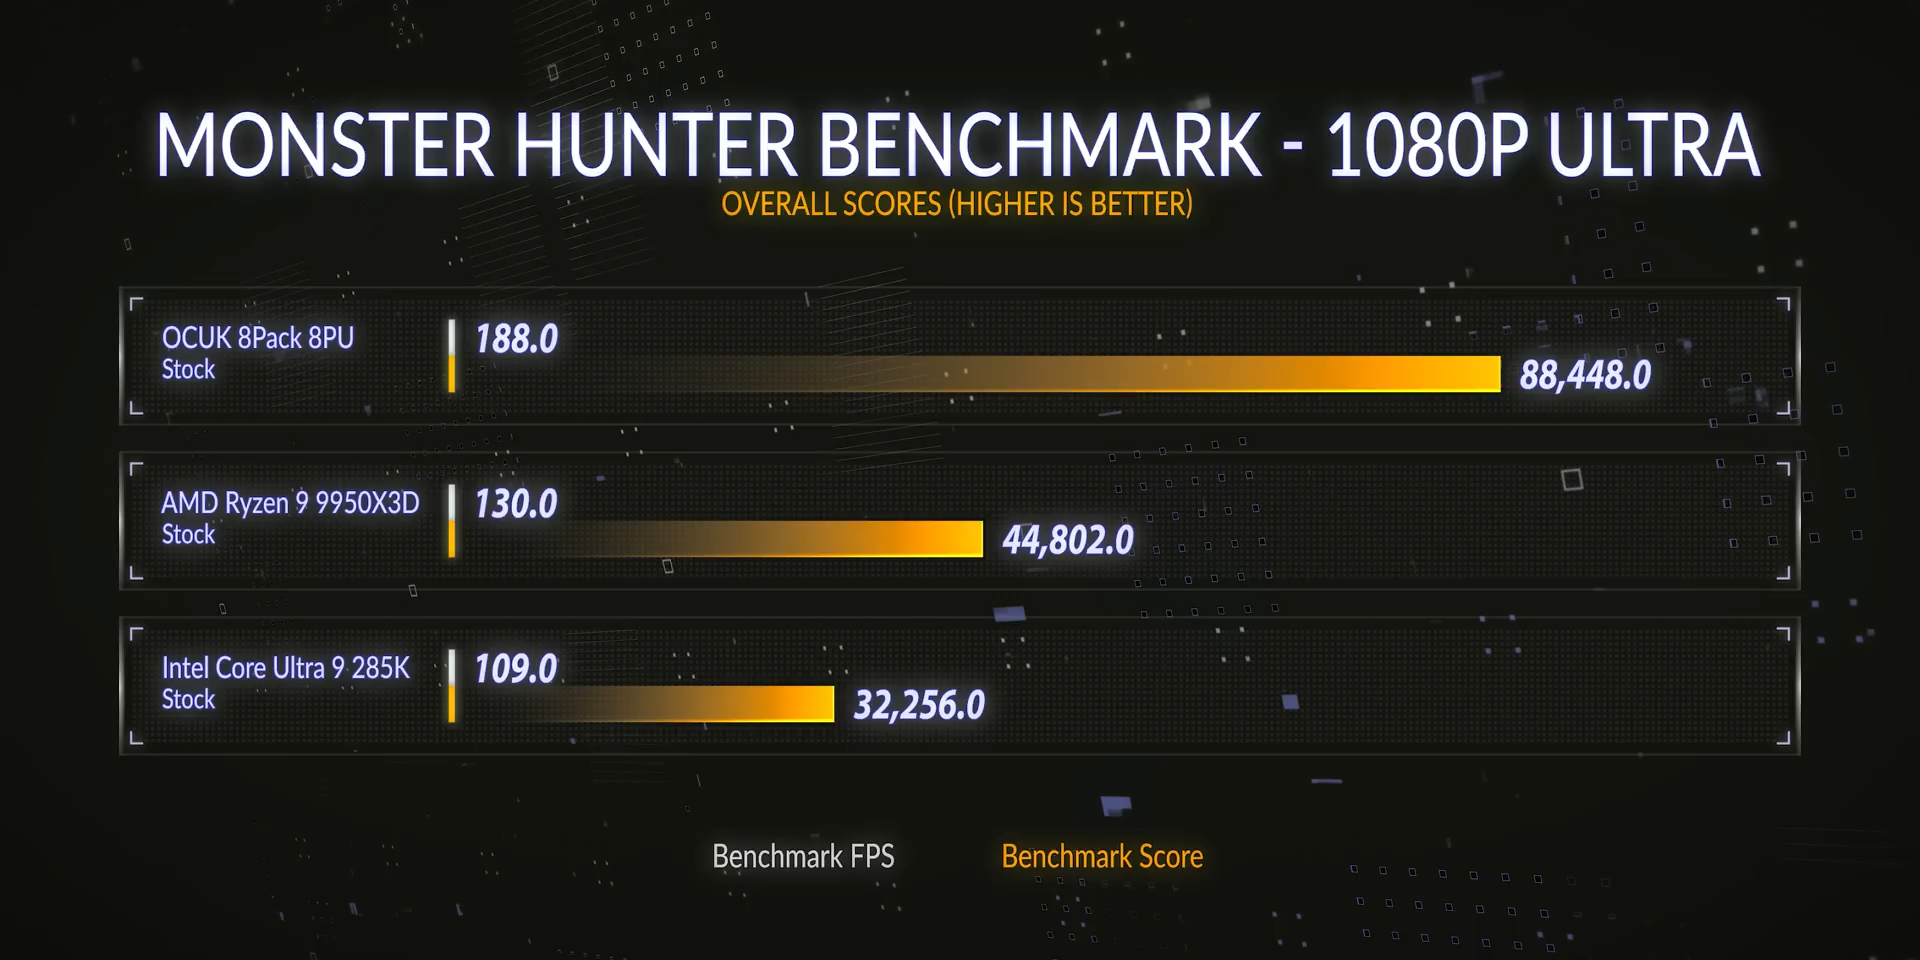 MONSTER HUNTER BENCHMARK - 1080P ULTRA
OVERALL SCORES (HIGHER IS BETTER)
OCUK 8Pack 8PU
Stock
188.0
88,448.0
AMD Ryzen 9 9950X3D
Stock
130.0
44,802.0
Intel Core Ultra 9 285K
Stock
109.0
32,256.0
Benchmark FPS
Benchmark Score